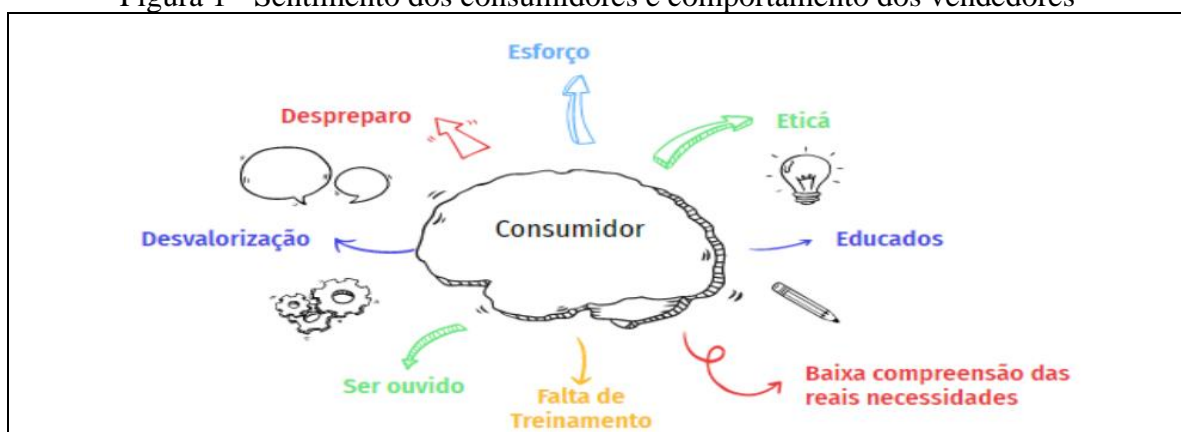 Figura 1 - Sentimento dos consumidores e comportamento dos vendedores
Esforço
Despreparo
Eticá
Consumidor
Desvalorização
Educados
Ser ouvido
Falta de
Treinamento
Baixa compreensão das
reais necessidades